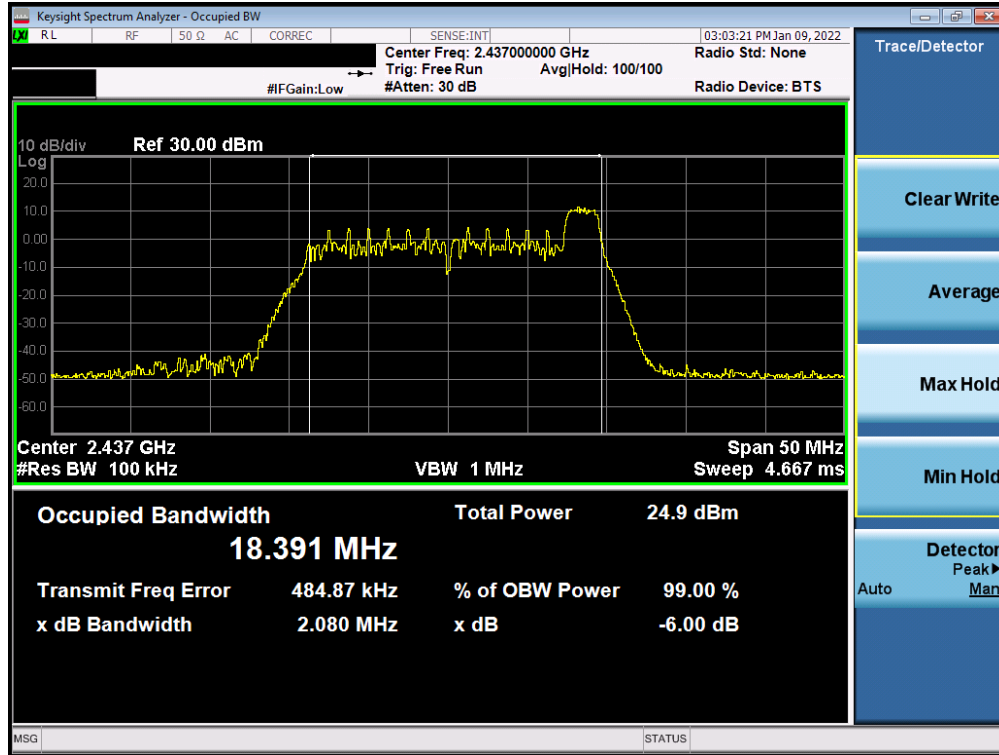 Keysight Spectrum Analyzer - Occupied BW
LXI RL RF 50 Ω AC CORREC SENSE:INT 03:03:21 PM Jan 09, 2022
Center Freq: 2.437000000 GHz Radio Std: None
Trig: Free Run Avg|Hold: 100/100
#IFGain:Low #Atten: 30 dB Radio Device: BTS
Trace/Detector
10 dB/div Ref 30.00 dBm
Log
20.0
10.0
0.00
-10.0
-20.0
-30.0
-40.0
-50.0
-60.0
Center 2.437 GHz Span 50 MHz
#Res BW 100 kHz VBW 1 MHz Sweep 4.667 ms
Occupied Bandwidth Total Power 24.9 dBm
18.391 MHz
Transmit Freq Error 484.87 kHz % of OBW Power 99.00 %
x dB Bandwidth 2.080 MHz x dB -6.00 dB
Clear Write
Average
Max Hold
Min Hold
Detector
Peak▶
Auto Man
MSG STATUS